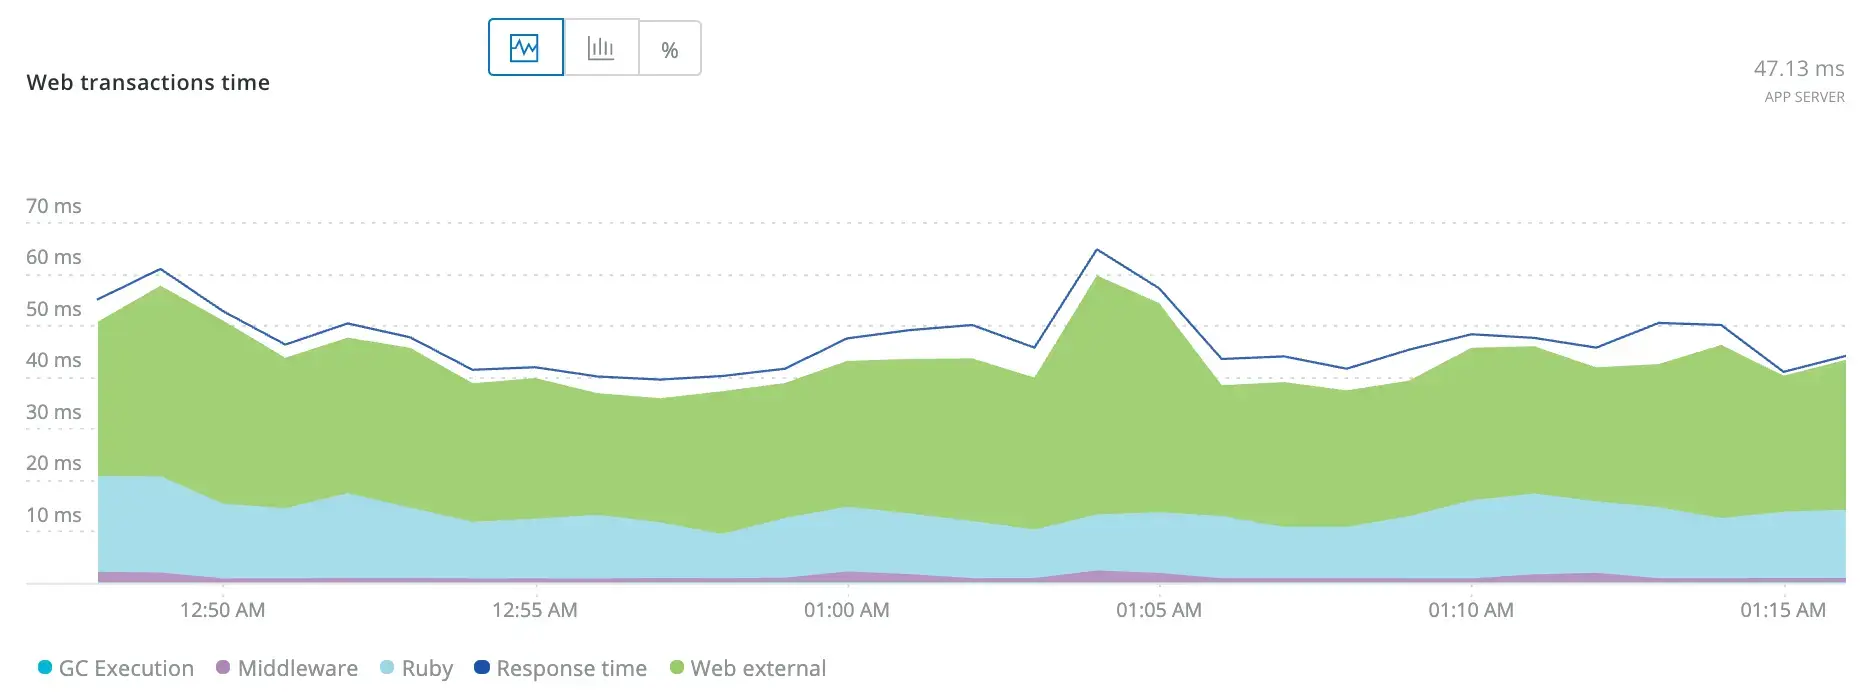 %
Web transactions time
47.13 ms
APP SERVER
70 ms
60 ms
50 ms
40 ms
30 ms
20 ms
10 ms
12:50 AM 12:55 AM 01:00 AM 01:05 AM 01:10 AM 01:15 AM
GC Execution Middleware Ruby Response time Web external